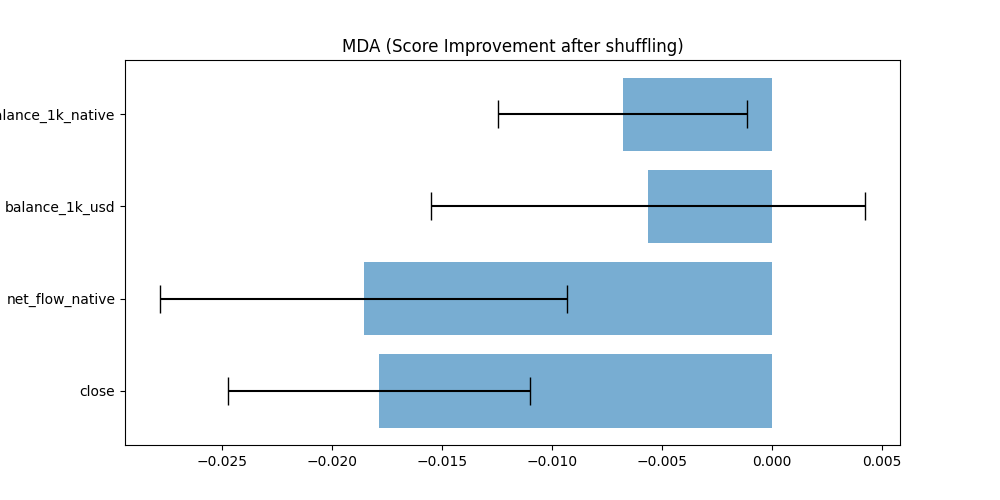 MDA (Score Improvement after shuffling)
alance_1k_native
balance_1k_usd
net_flow_native
close
−0.025 −0.020 −0.015 −0.010 −0.005 0.000 0.005